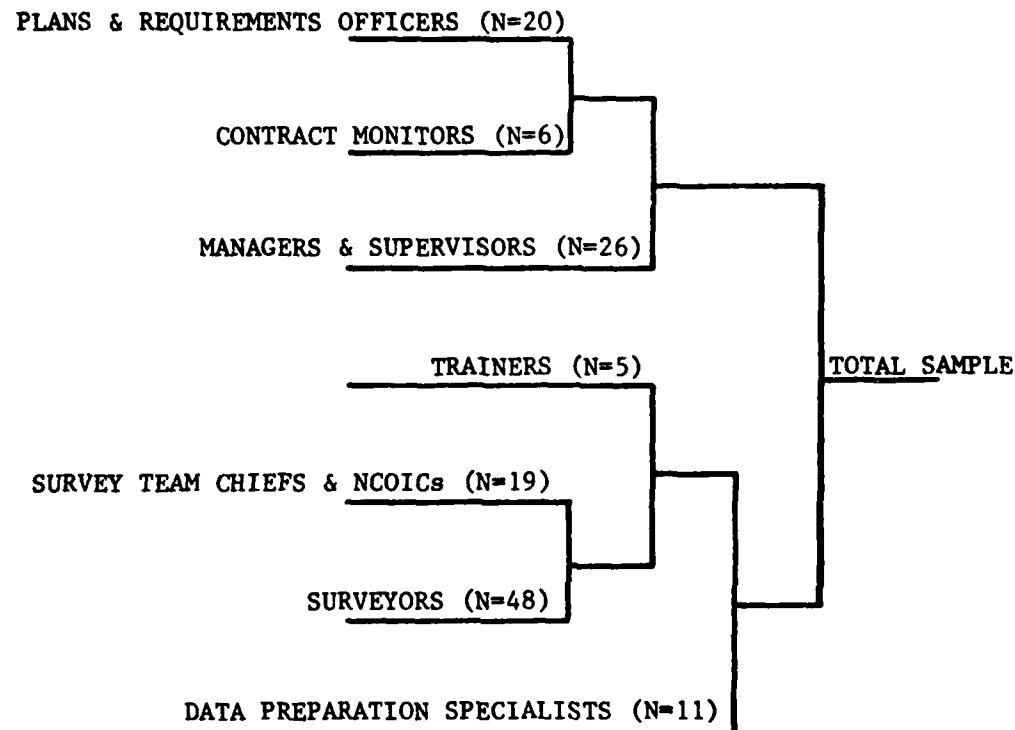 PLANS & REQUIREMENTS OFFICERS (N=20)
CONTRACT MONITORS (N=6)
MANAGERS & SUPERVISORS (N=26)
TRAINERS (N=5)
TOTAL SAMPLE
SURVEY TEAM CHIEFS & NCOICs (N=19)
SURVEYORS (N=48)
DATA PREPARATION SPECIALISTS (N=11)